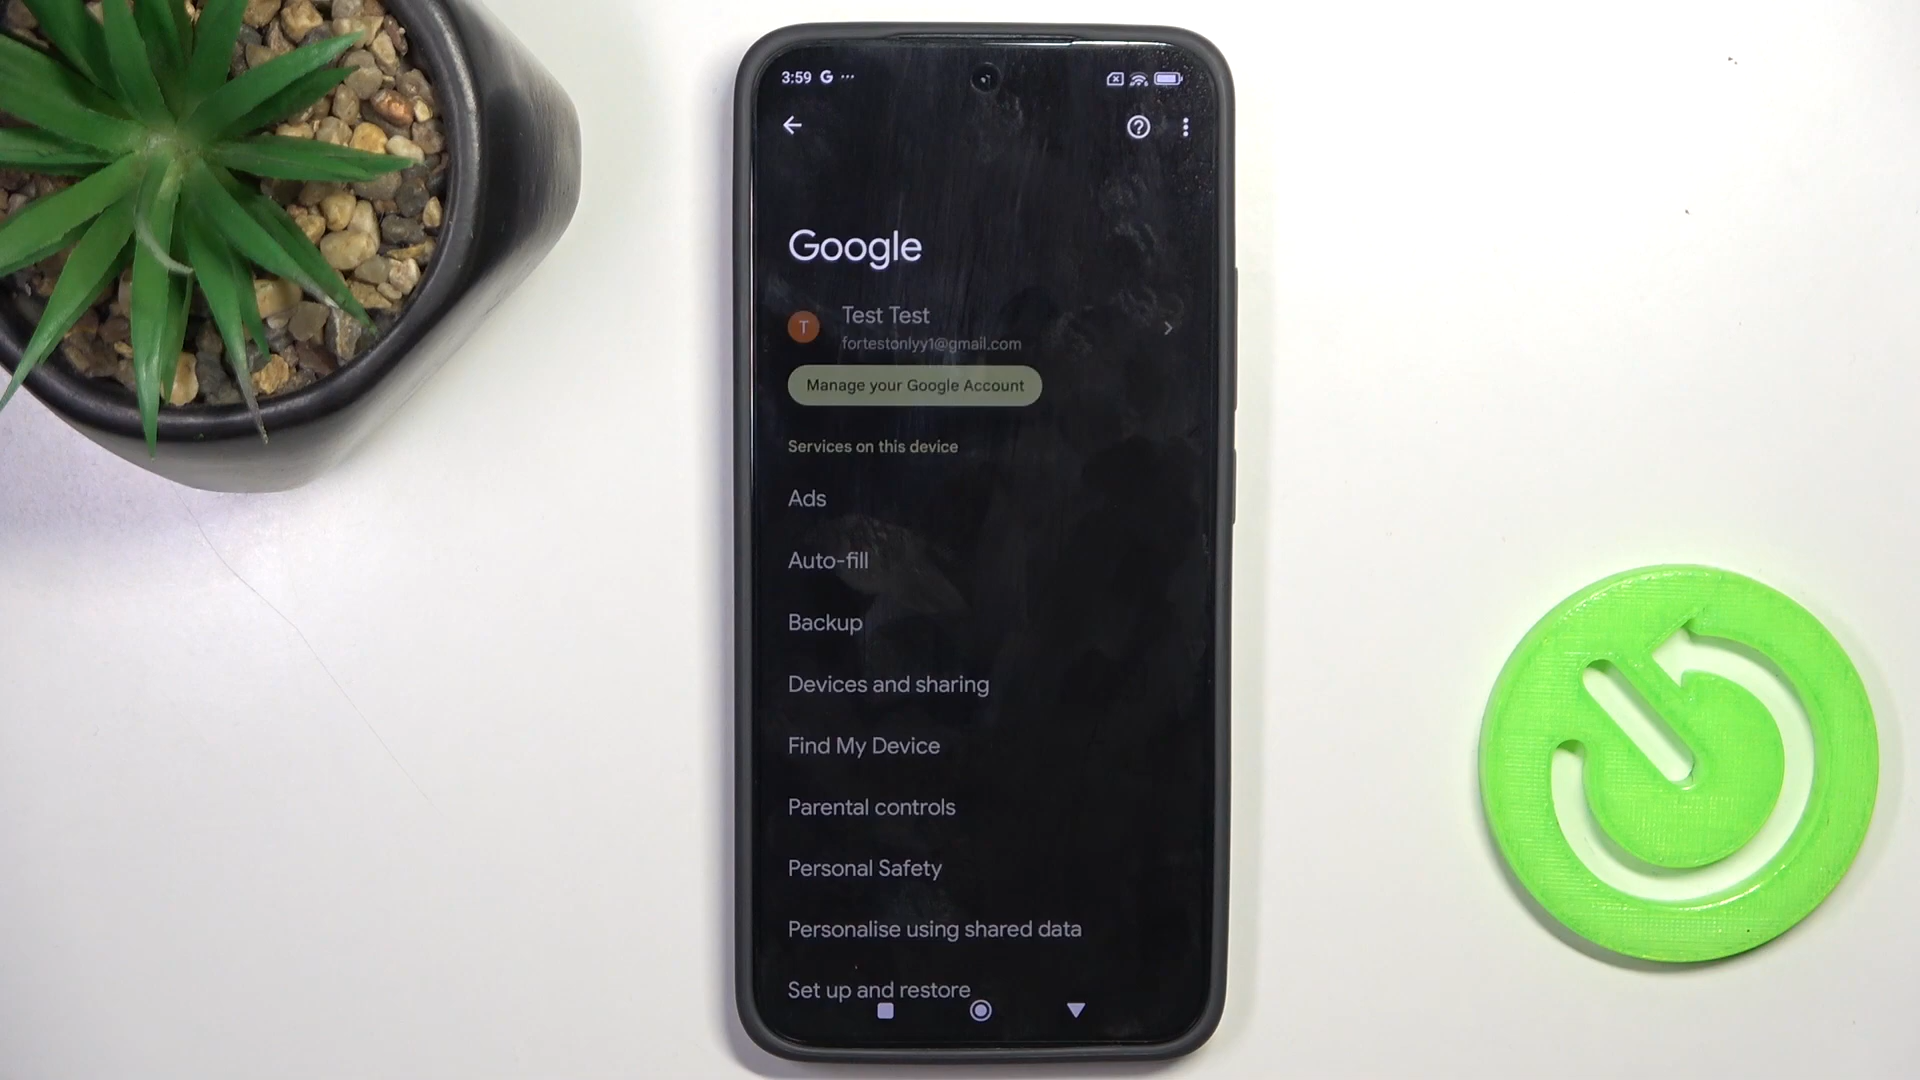 3:59 G ...
Google
T
Test Test
fortestonlyy1@gmail.com
Manage your Google Account
Services on this device
Ads
Auto-fill
Backup
Devices and sharing
Find My Device
Parental controls
Personal Safety
Personalise using shared data
Set up and restore